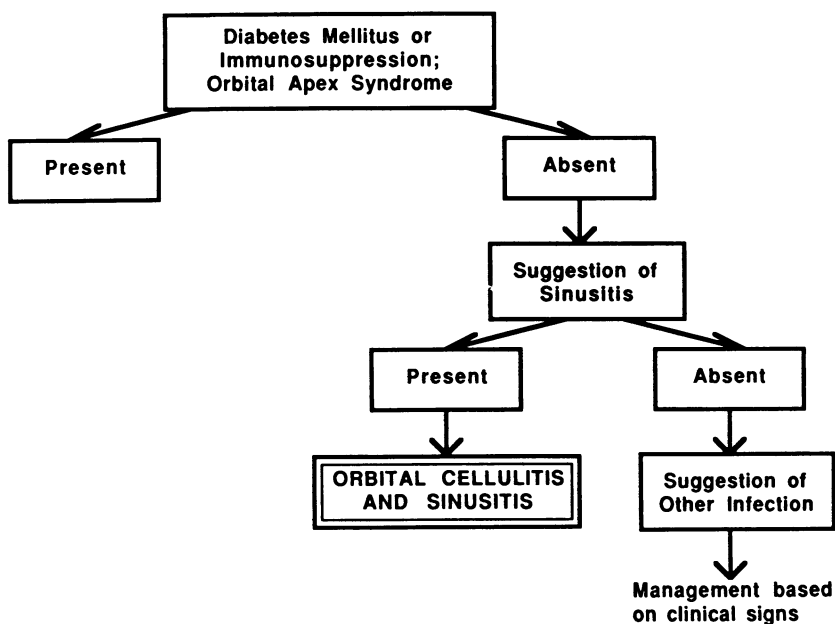 Diabetes Mellitus or
Immunosuppression;
Orbital Apex Syndrome
Present
Absent
Suggestion of
Sinusitis
Present
Absent
ORBITAL CELLULITIS
AND SINUSITIS
Suggestion of
Other Infection
Management based
on clinical signs